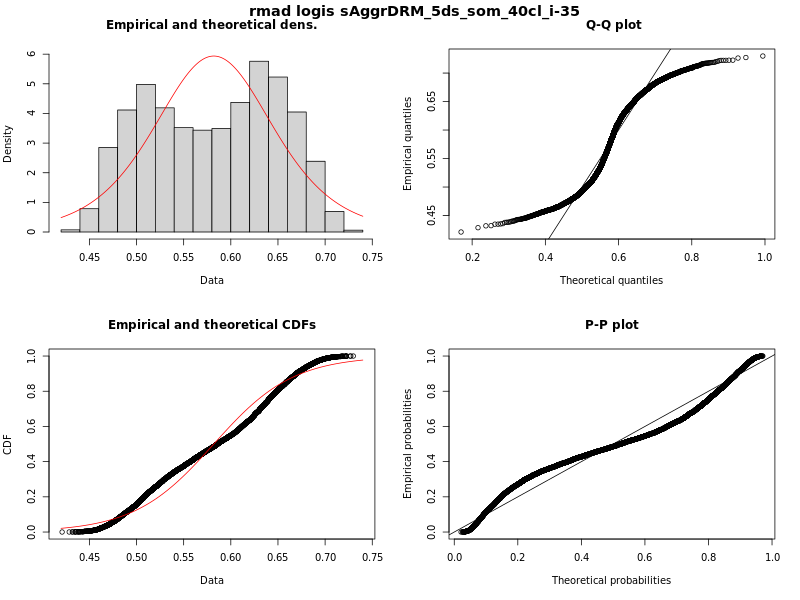 rmad logis sAggrDRM_5ds_som_40cl_i-35
Empirical and theoretical dens.
Density
0 1 2 3 4 5 6
0.45 0.50 0.55 0.60 0.65 0.70 0.75
Data
Q-Q plot
Empirical quantiles
0.45 0.55 0.65
0.2 0.4 0.6 0.8 1.0
Theoretical quantiles
Empirical and theoretical CDFs
CDF
0.0 0.2 0.4 0.6 0.8 1.0
0.45 0.50 0.55 0.60 0.65 0.70 0.75
Data
P-P plot
Empirical probabilities
0.0 0.2 0.4 0.6 0.8 1.0
0.0 0.2 0.4 0.6 0.8 1.0
Theoretical probabilities